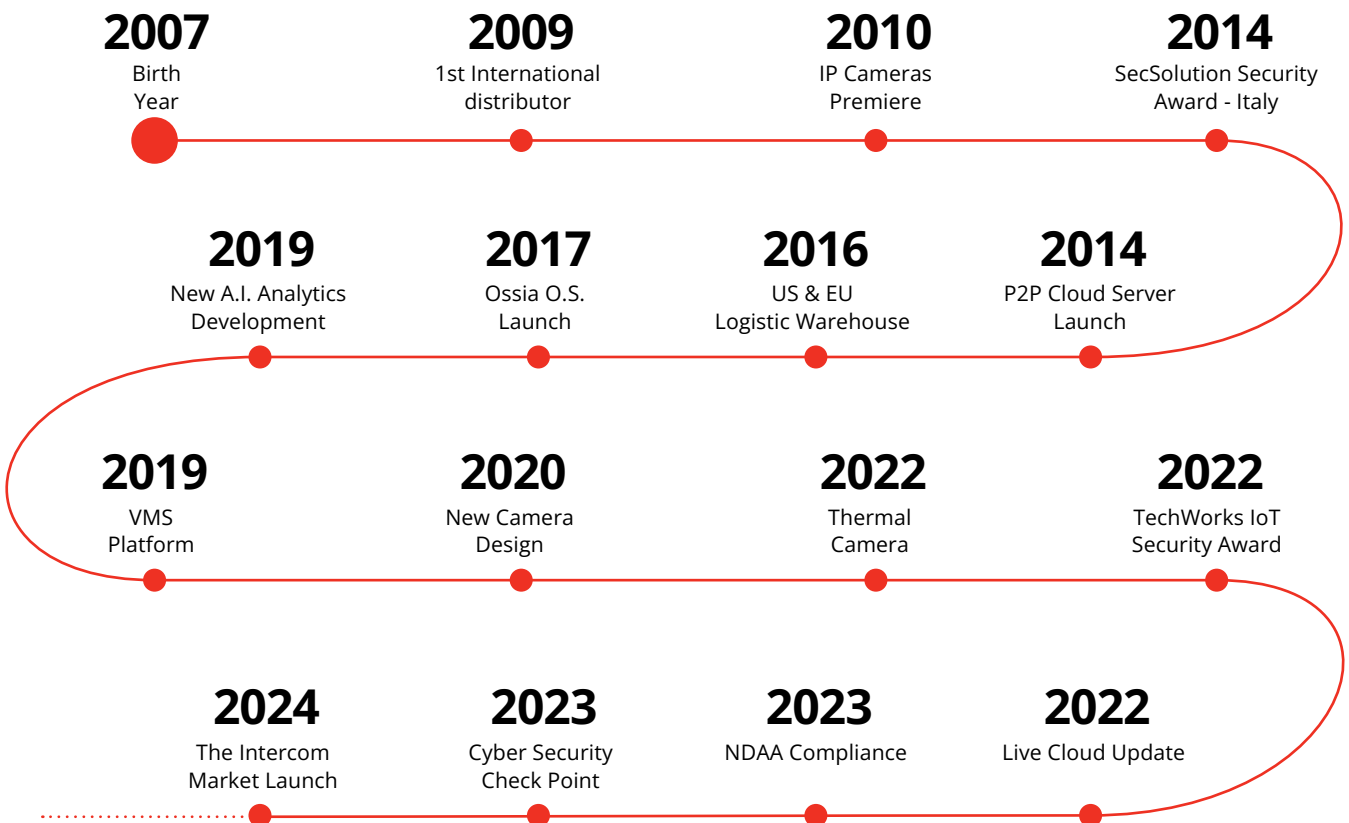 2007
Birth
Year
2009
1st International
distributor
2010
IP Cameras
Premiere
2014
SecSolution Security
Award - Italy
2014
P2P Cloud Server
Launch
2016
US & EU
Logistic Warehouse
2017
Ossia O.S.
Launch
2019
New A.I. Analytics
Development
2019
VMS
Platform
2020
New Camera
Design
2022
Thermal
Camera
2022
TechWorks IoT
Security Award
2022
Live Cloud Update
2023
NDAA Compliance
2023
Cyber Security
Check Point
2024
The Intercom
Market Launch